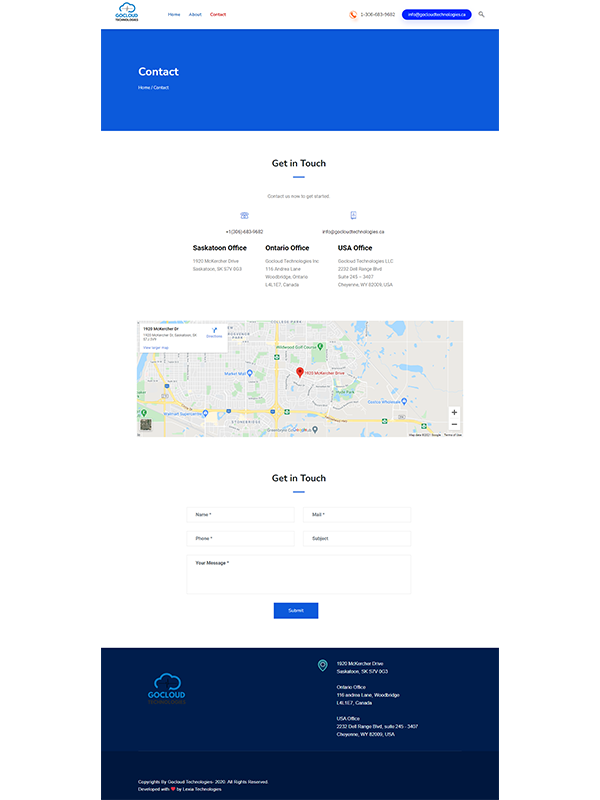 GOCLOUD
TECHNOLOGIES
Home About Contact
1-306-683-9682
info@gocloudtechnologies.ca
Contact
Home / Contact
Get in Touch
Contact us now to get started
+1(306)-683-9682
info@gocloudtechnologies.ca
Saskatoon Office
1920 McKercher Drive
Saskatoon, SK S7V 0G3
Ontario Office
Gocloud Technologies Inc
116 Andrea Lane
Woodbridge, Ontario
L4L1E7, Canada
USA Office
Gocloud Technologies LLC
2232 Dell Range Blvd
Suite 245 – 3407
Cheyenne, WY 82009, USA
1920 McKercher Dr
1920 McKercher Dr, Saskatoon, SK
Directions
View larger map
Wildwood Golf Course
Market Mall
1920 McKercher Drive
Hyde Park
Costco Wholesale
Walmart Supercentre
STONEBRIDGE
Map data ©2021 Google
Terms of Use
Get in Touch
Name *
Mail *
Phone *
Subject
Your Message *
Submit
GOCLOUD
TECHNOLOGIES
1920 McKercher Drive
Saskatoon, SK S7V 0G3
Ontario Office
116 andrea Lane, Woodbridge
L4L1E7, Canada
USA Office
2232 Dell Range Blvd, suite 245 - 3407
Cheyenne, WY 82009, USA
Copyrights By Gocloud Technologies- 2020. All Rights Reserved.
Developed with ❤ by Lexia Technologies